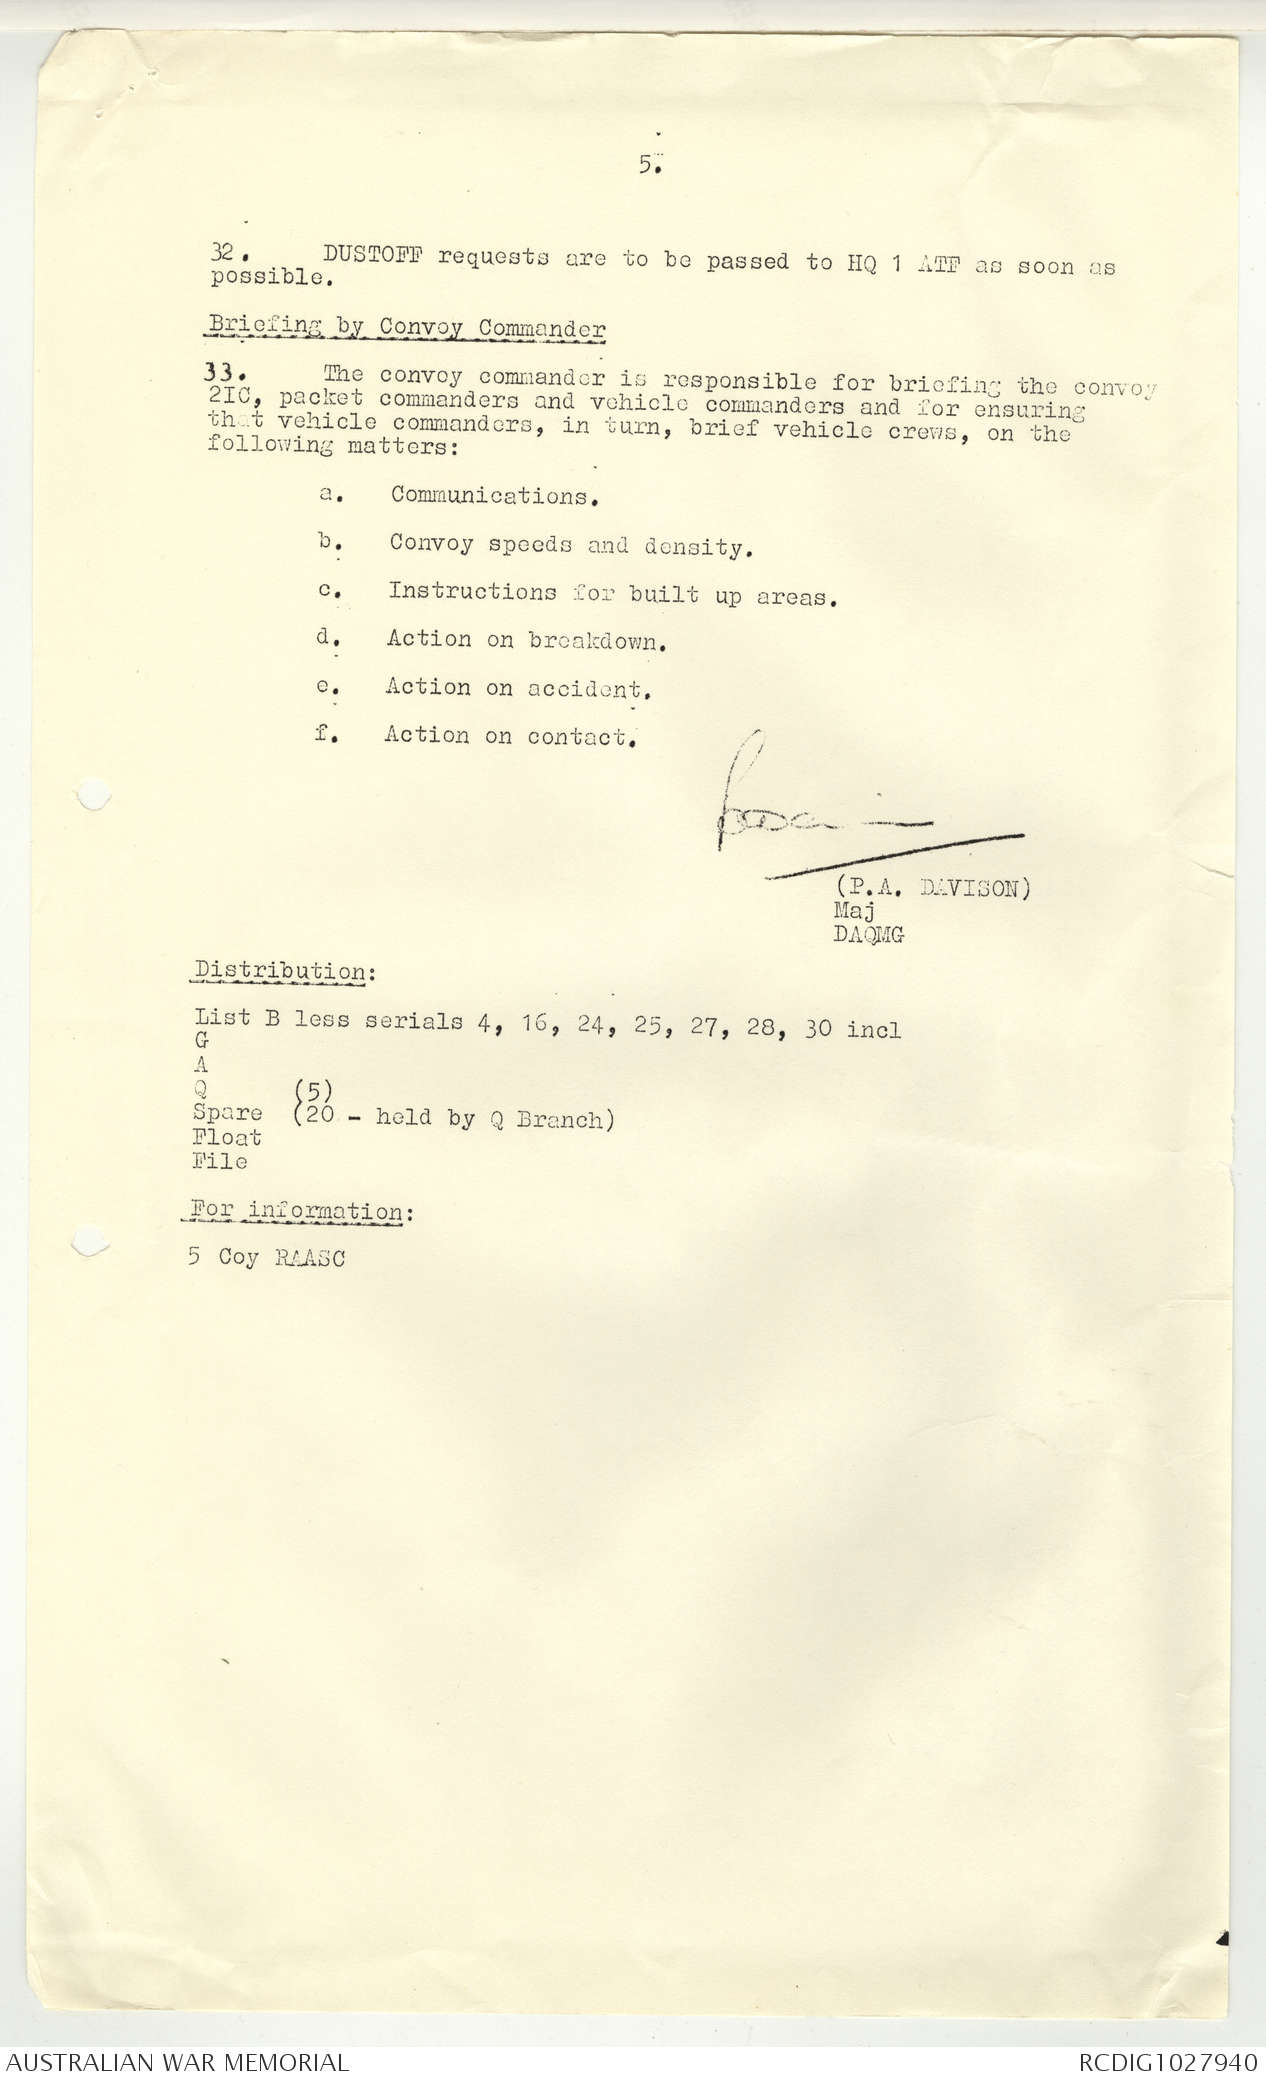 5.
32. DUSTOFF requests are to be passed to HQ 1 ATF as soon as
possible.
Briefing by Convoy Commander
33. The convoy commander is responsible for briefing the convoy
2IC, packet commanders and vehicle commanders and for ensuring
that vehicle commanders, in turn, brief vehicle crews, on the
following matters:
a. Communications.
b. Convoy speeds and density.
c. Instructions for built up areas.
d. Action on breakdown.
e. Action on accident.
f. Action on contact.
(P.A. DAVISON)
Maj
DAQMG
Distribution:
List B less serials 4, 16, 24, 25, 27, 28, 30 incl
G
A
Q (5)
Spare (20 - held by Q Branch)
Float
File
For information:
5 Coy RAASC
AUSTRALIAN WAR MEMORIAL
RCDIG1027940